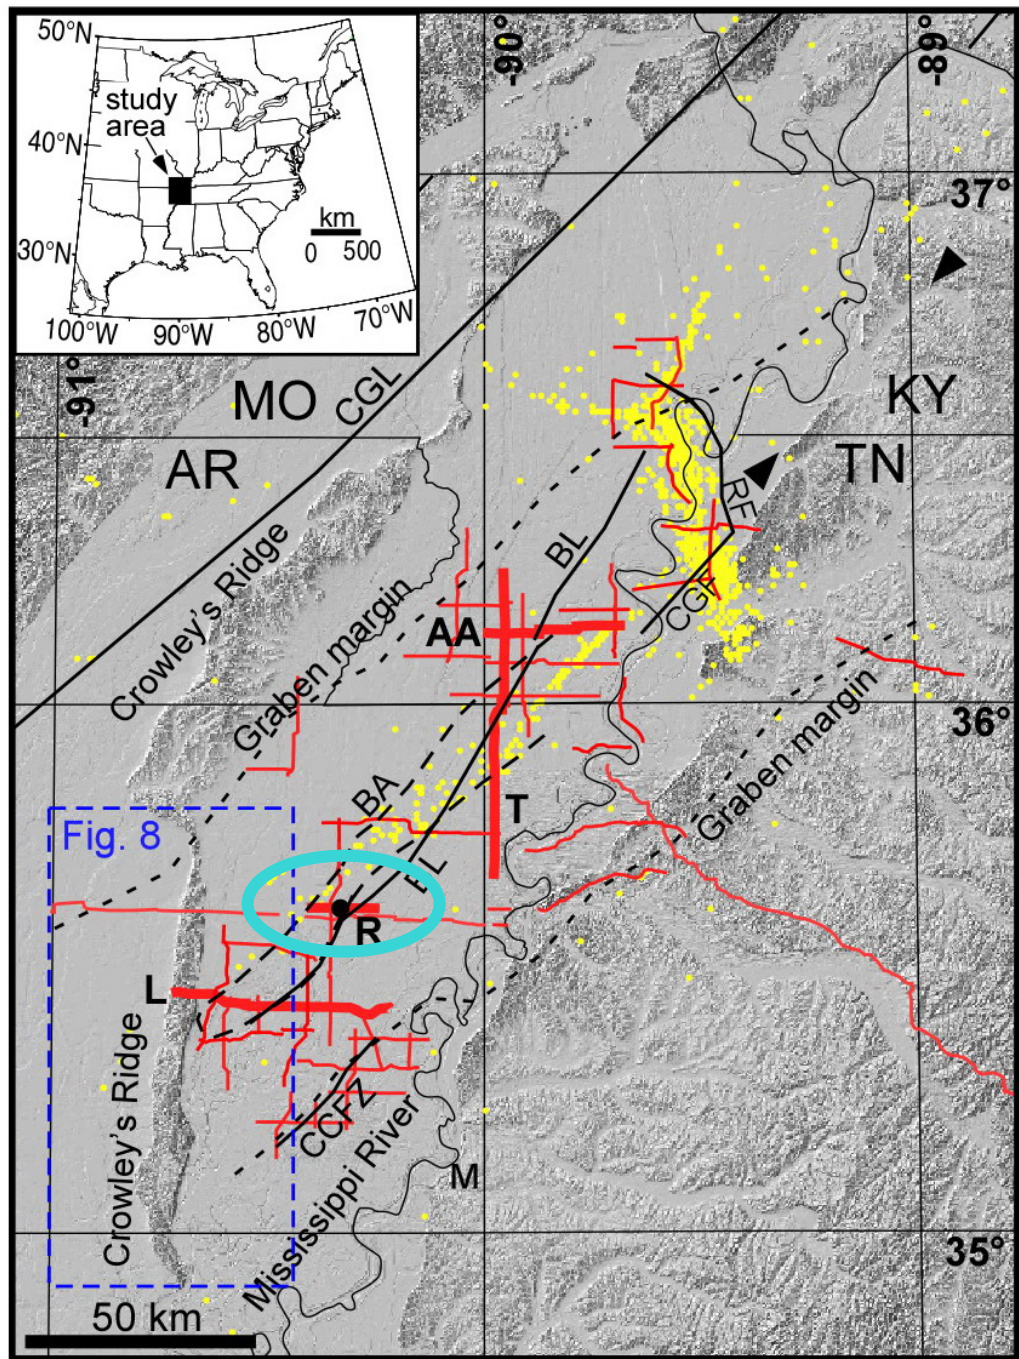 50°N
study
area
40°N
30°N
km
0 500
100°W
90°W
80°W
70°W
-90°
-89°
37°
-91°
MO
CGL
KY
AR
TN
RF
BL
Crowley's Ridge
Graben margin
CGF
AA
36°
Graben margin
BA
T
Fig. 8
R
L
Crowley's Ridge
CCFZ
Mississippi River
M
35°
50 km